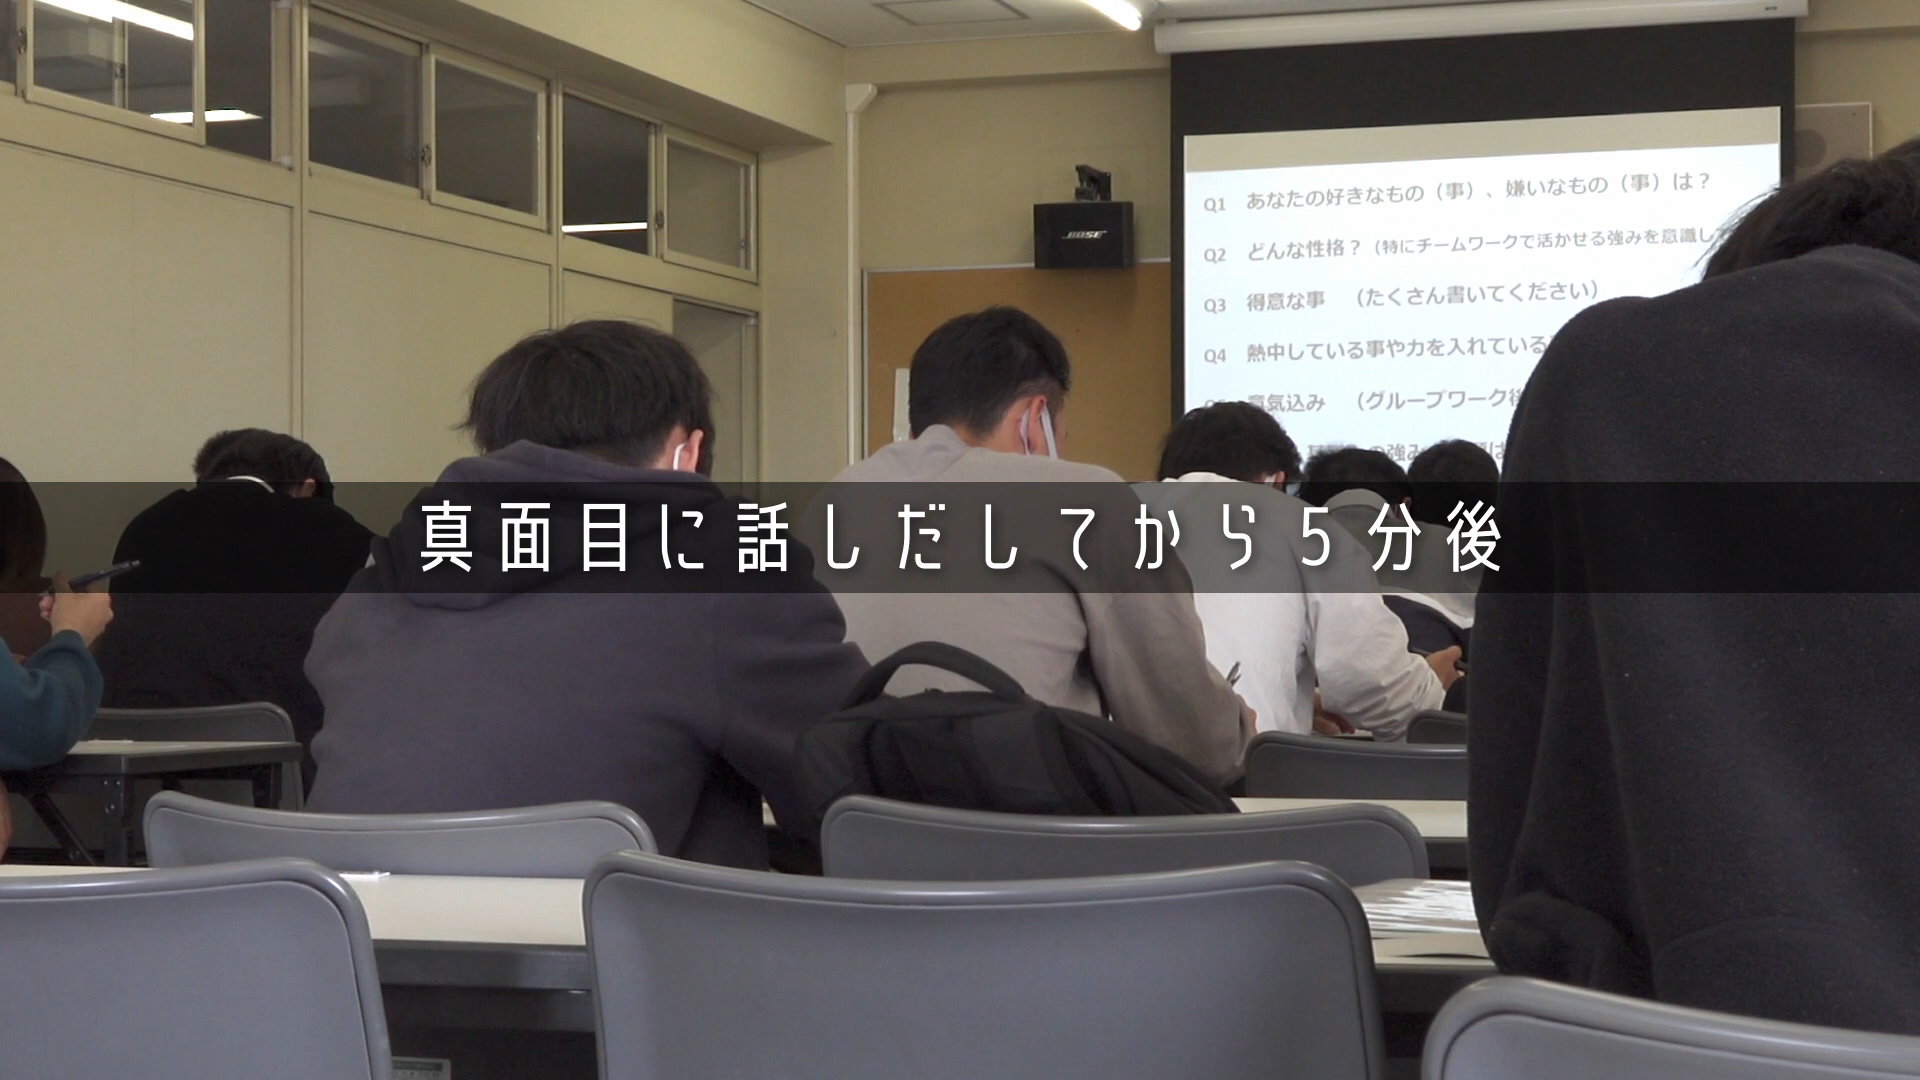 Q1 あなたの好きなもの（事）、嫌いなもの（事）は？
Q2 どんな性格？（特にチームワークで活かせる強みを意識し
Q3 得意な事 （たくさん書いてください）
Q4 熱中している事や力を入れている
意気込み （グループワーク後
の強み
BOSE
真面目に話しだしてから５分後